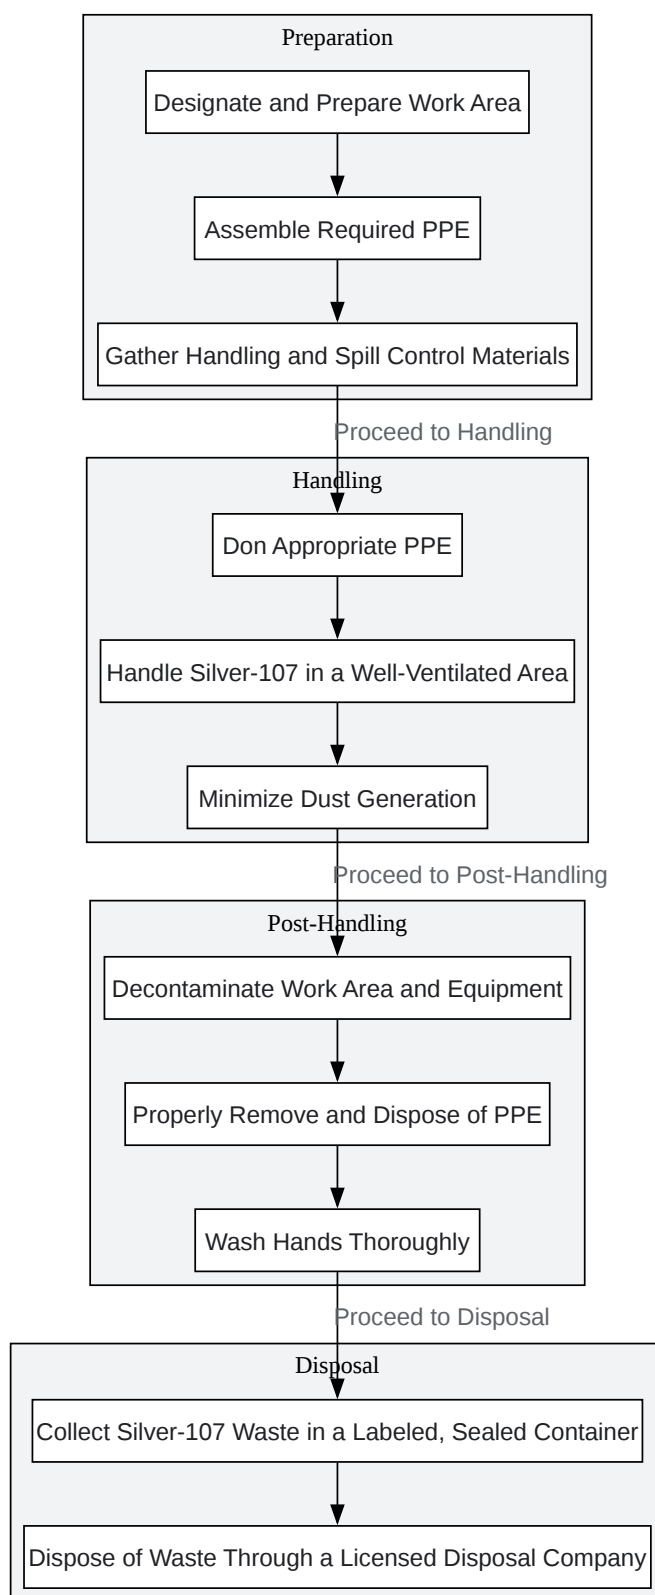 Preparation
Designate and Prepare Work Area
Assemble Required PPE
Gather Handling and Spill Control Materials
Proceed to Handling
Handling
Don Appropriate PPE
Handle Silver-107 in a Well-Ventilated Area
Minimize Dust Generation
Proceed to Post-Handling
Post-Handling
Decontaminate Work Area and Equipment
Properly Remove and Dispose of PPE
Wash Hands Thoroughly
Proceed to Disposal
Disposal
Collect Silver-107 Waste in a Labeled, Sealed Container
Dispose of Waste Through a Licensed Disposal Company